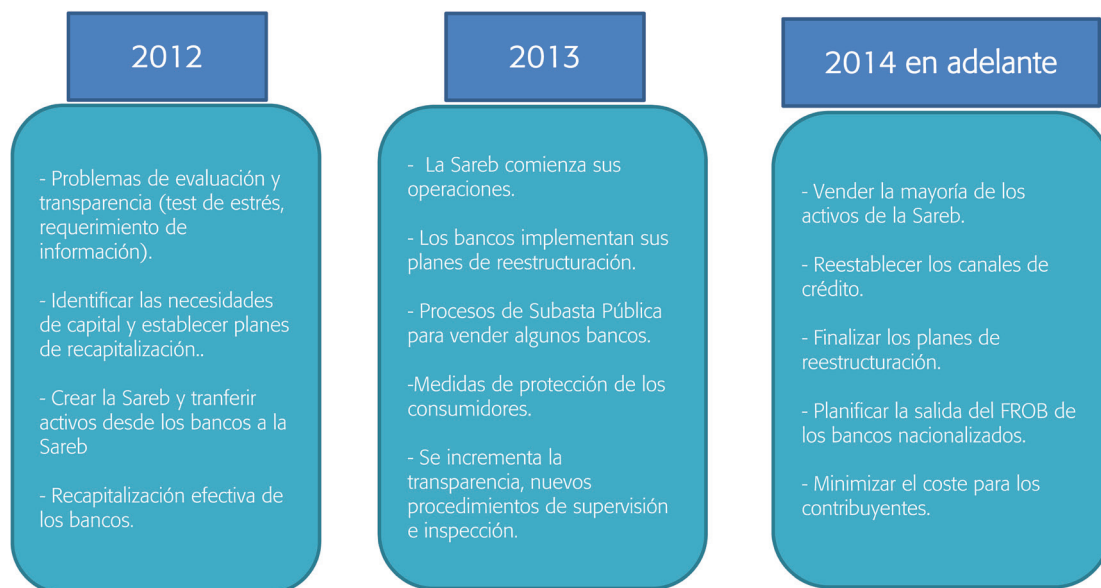 2012
- Problemas de evaluación y
transparencia (test de estrés,
requerimiento de
información).
- Identificar las necesidades
de capital y establecer planes
de recapitalización..
- Crear la Sareb y tranferir
activos desde los bancos a la
Sareb
- Recapitalización efectiva de
los bancos.
2013
- La Sareb comienza sus
operaciones.
- Los bancos implementan sus
planes de reestructuración.
- Procesos de Subasta Pública
para vender algunos bancos.
-Medidas de protección de los
consumidores.
- Se incrementa la
transparencia, nuevos
procedimientos de supervisión
e inspección.
2014 en adelante
- Vender la mayoría de los
activos de la Sareb.
- Reestablecer los canales de
crédito.
- Finalizar los planes de
reestructuración.
- Planificar la salida del FROB de
los bancos nacionalizados.
- Minimizar el coste para los
contribuyentes.